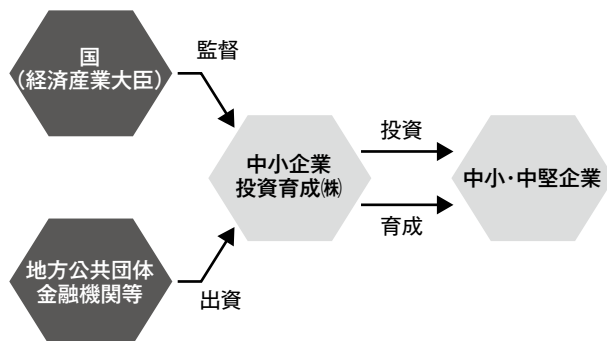 国
（経済産業大臣）
監督
中小企業
投資育成㈱
投資
育成
中小・中堅企業
地方公共団体
金融機関等
出資